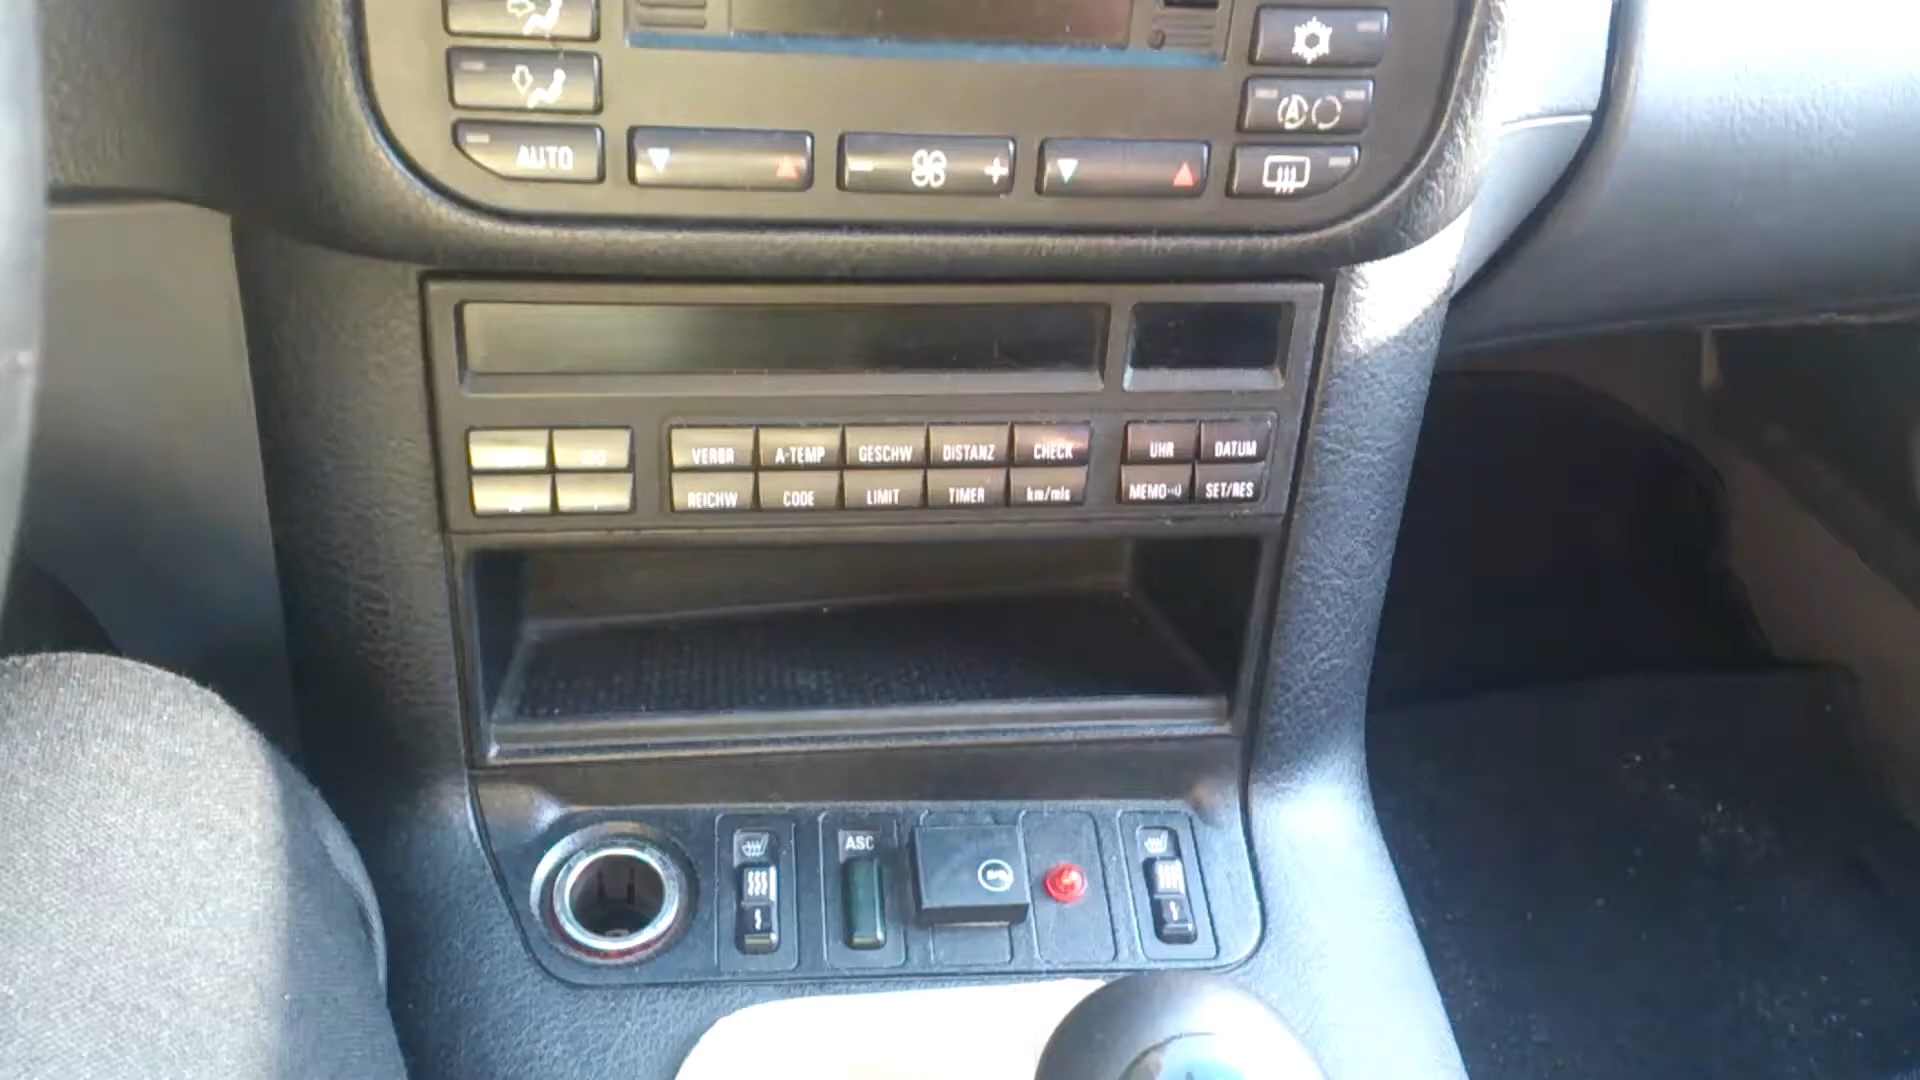 AUTO
VERBR A-TEMP GESCHW DISTANZ CHECK UHR DATUM
REICHW CODE LIMIT TIMER km/mls MEMO SET/RES
ASC